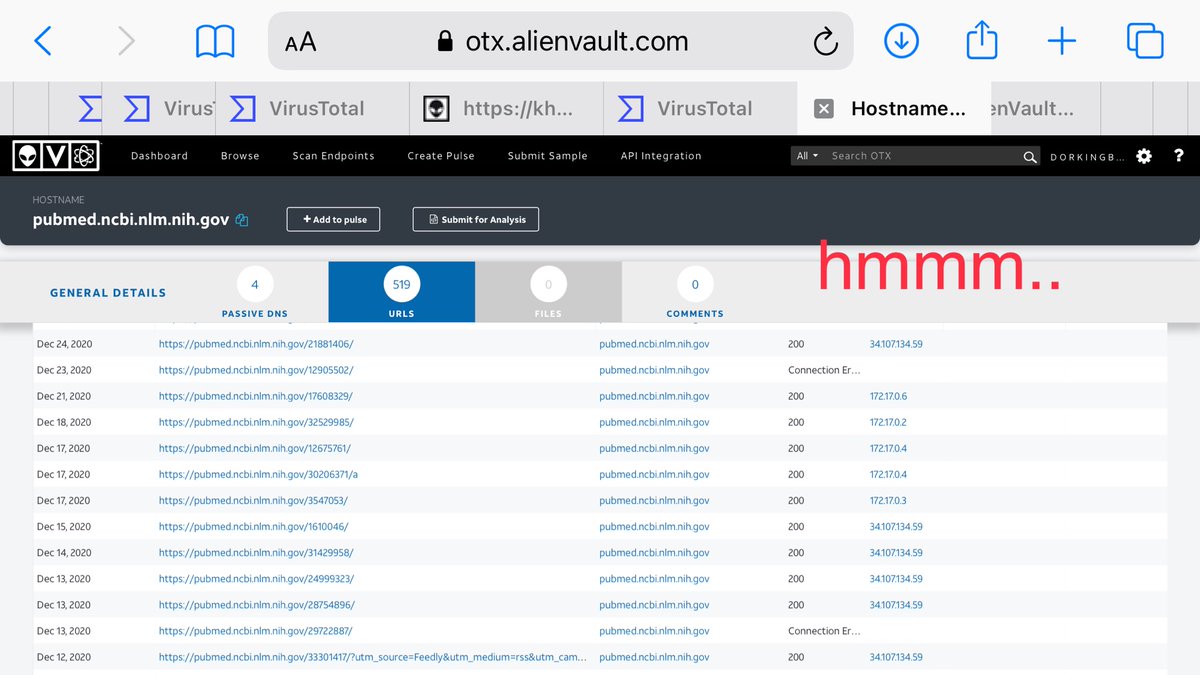 AA otx.alienvault.com
VirusT VirusTotal https://kh... VirusTotal Hostname... enVault...
V Dashboard Browse Scan Endpoints Create Pulse Submit Sample API Integration All Search OTX DORKINGB... ?
HOSTNAME
pubmed.ncbi.nlm.nih.gov + Add to pulse Submit for Analysis
hmmm..
GENERAL DETAILS
4 PASSIVE DNS
519 URLS
0 FILES
0 COMMENTS
Dec 24, 2020 https://pubmed.ncbi.nlm.nih.gov/21881406/ pubmed.ncbi.nlm.nih.gov 200 34.107.134.59
Dec 23, 2020 https://pubmed.ncbi.nlm.nih.gov/12905502/ pubmed.ncbi.nlm.nih.gov Connection Er...
Dec 21, 2020 https://pubmed.ncbi.nlm.nih.gov/17608329/ pubmed.ncbi.nlm.nih.gov 200 172.17.0.6
Dec 18, 2020 https://pubmed.ncbi.nlm.nih.gov/32529985/ pubmed.ncbi.nlm.nih.gov 200 172.17.0.2
Dec 17, 2020 https://pubmed.ncbi.nlm.nih.gov/12675761/ pubmed.ncbi.nlm.nih.gov 200 172.17.0.4
Dec 17, 2020 https://pubmed.ncbi.nlm.nih.gov/30206371/a pubmed.ncbi.nlm.nih.gov 200 172.17.0.4
Dec 17, 2020 https://pubmed.ncbi.nlm.nih.gov/3547053/ pubmed.ncbi.nlm.nih.gov 200 172.17.0.3
Dec 15, 2020 https://pubmed.ncbi.nlm.nih.gov/1610046/ pubmed.ncbi.nlm.nih.gov 200 34.107.134.59
Dec 14, 2020 https://pubmed.ncbi.nlm.nih.gov/31429958/ pubmed.ncbi.nlm.nih.gov 200 34.107.134.59
Dec 13, 2020 https://pubmed.ncbi.nlm.nih.gov/24999323/ pubmed.ncbi.nlm.nih.gov 200 34.107.134.59
Dec 13, 2020 https://pubmed.ncbi.nlm.nih.gov/28754896/ pubmed.ncbi.nlm.nih.gov 200 34.107.134.59
Dec 13, 2020 https://pubmed.ncbi.nlm.nih.gov/29722887/ pubmed.ncbi.nlm.nih.gov Connection Er...
Dec 12, 2020 https://pubmed.ncbi.nlm.nih.gov/33301417/?utm_source=Feedly&utm_medium=rss&utm_cam... pubmed.ncbi.nlm.nih.gov 200 34.107.134.59